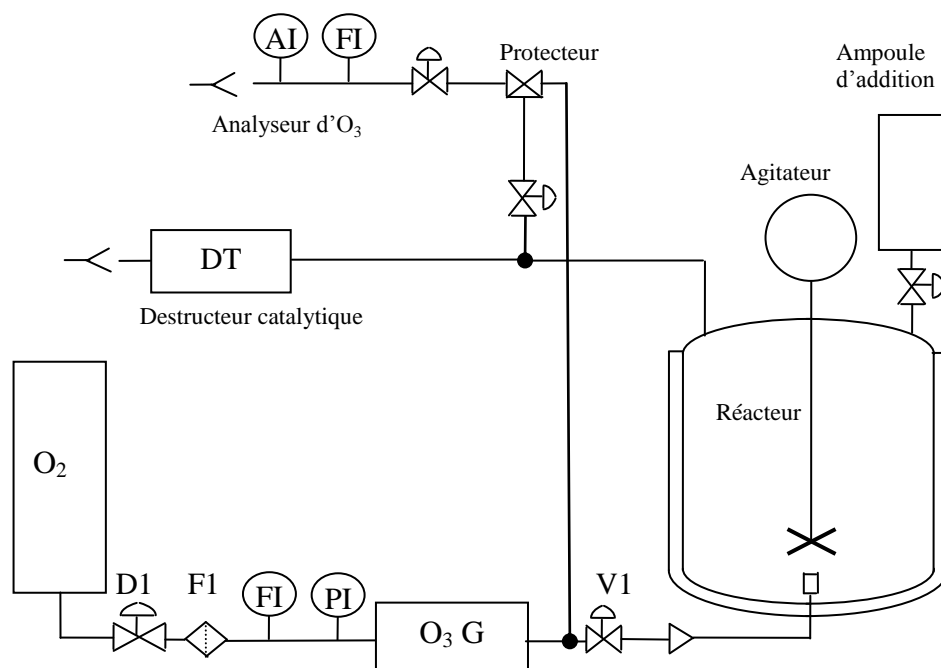 AI
FI
Protecteur
Ampoule
d'addition
Analyseur d'O₃
Agitateur
DT
Destructeur catalytique
Réacteur
O₂
D1
F1
FI
PI
O₃ G
V1